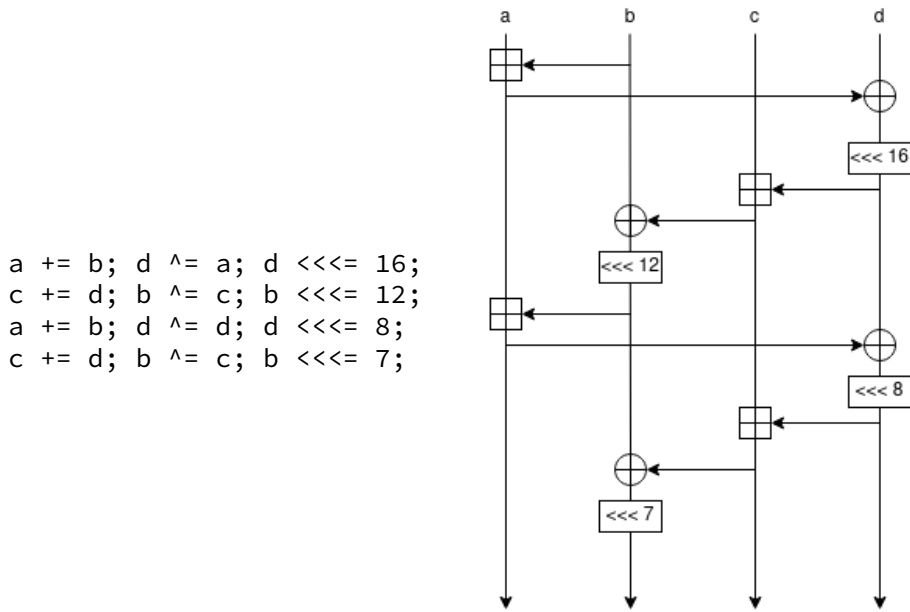 a b c d
<<< 16
<<< 12
a += b; d ^= a; d <<<= 16;
c += d; b ^= c; b <<<= 12;
a += b; d ^= d; d <<<= 8;
c += d; b ^= c; b <<<= 7;
<<< 8
<<< 7